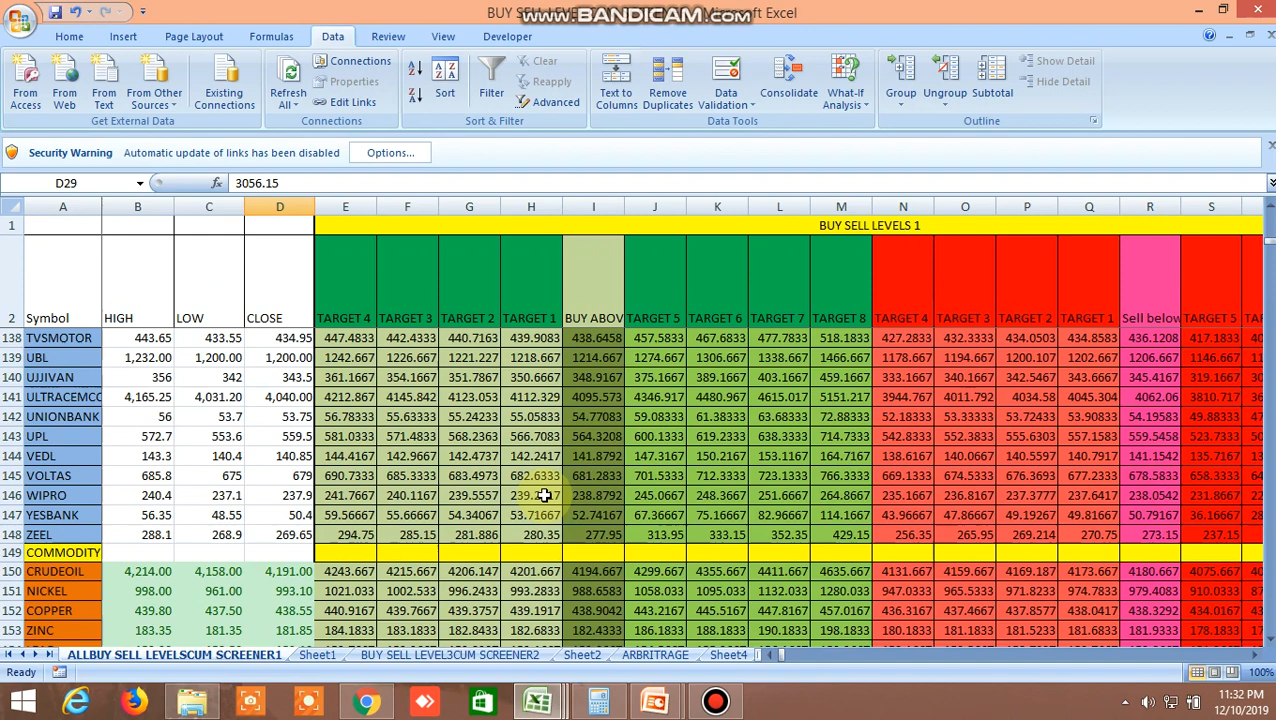 BUY SELL LEVEL
www.BANDICAM.com
Microsoft Excel
Home Insert Page Layout Formulas Data Review View Developer
From Access
From Web
From Text
From Other Sources
Existing Connections
Get External Data
Refresh All
Connections
Properties
Edit Links
Connections
Sort
Filter
Clear
Reapply
Advanced
Sort & Filter
Text to Columns
Remove Duplicates
Data Validation
Consolidate
What-If Analysis
Data Tools
Group
Ungroup
Subtotal
Show Detail
Hide Detail
Outline
Security Warning Automatic update of links has been disabled Options...
D29 fx 3056.15
A B C D E F G H I J K L M N O P Q R S
1 BUY SELL LEVELS 1
2 Symbol HIGH LOW CLOSE TARGET 4 TARGET 3 TARGET 2 TARGET 1 BUY ABOV TARGET 5 TARGET 6 TARGET 7 TARGET 8 TARGET 4 TARGET 3 TARGET 2 TARGET 1 Sell below TARGET 5
138 TVSMOTOR 443.65 433.55 434.95 447.4833 442.4333 440.7163 439.9083 438.6458 457.5833 467.6833 477.7833 518.1833 427.2833 432.3333 434.0503 434.8583 436.1208 417.1833
139 UBL 1,232.00 1,200.00 1,200.00 1242.667 1226.667 1221.227 1218.667 1214.667 1274.667 1306.667 1338.667 1466.667 1178.667 1194.667 1200.107 1202.667 1206.667 1146.667
140 UJJIVAN 356 342 343.5 361.1667 354.1667 351.7867 350.6667 348.9167 375.1667 389.1667 403.1667 459.1667 333.1667 340.1667 342.5467 343.6667 345.4167 319.1667
141 ULTRACEMCO 4,165.25 4,031.20 4,040.00 4212.867 4145.842 4123.053 4112.329 4095.573 4346.917 4480.967 4615.017 5151.217 3944.767 4011.792 4034.58 4045.304 4062.06 3810.717
142 UNIONBANK 56 53.7 53.75 56.78333 55.63333 55.24233 55.05833 54.77083 59.08333 61.38333 63.68333 72.88333 52.18333 53.33333 53.72433 53.90833 54.19583 49.88333
143 UPL 572.7 553.6 559.5 581.0333 571.4833 568.2363 566.7083 564.3208 600.1333 619.2333 638.3333 714.7333 542.8333 552.3833 555.6303 557.1583 559.5458 523.7333
144 VEDL 143.3 140.4 140.85 144.4167 142.9667 142.4737 142.2417 141.8792 147.3167 150.2167 153.1167 164.7167 138.6167 140.0667 140.5597 140.7917 141.1542 135.7167
145 VOLTAS 685.8 675 679 690.7333 685.3333 683.4973 682.6333 681.2833 701.5333 712.3333 723.1333 766.3333 669.1333 674.5333 676.3693 677.2333 678.5833 658.3333
146 WIPRO 240.4 237.1 237.9 241.7667 240.1167 239.5557 238.8792 245.0667 248.3667 251.6667 264.8667 235.1667 236.8167 237.3777 237.6417 238.0542 231.8667
147 YESBANK 56.35 48.55 50.4 59.56667 55.66667 54.34067 53.71667 52.74167 67.36667 75.16667 82.96667 114.1667 43.96667 47.86667 49.19267 49.81667 50.79167 36.16667
148 ZEEL 288.1 268.9 269.65 294.75 285.15 281.886 280.35 277.95 313.95 333.15 352.35 429.15 256.35 265.95 269.214 270.75 273.15 237.15
149 COMMODITY
150 CRUDEOIL 4,214.00 4,158.00 4,191.00 4243.667 4215.667 4206.147 4201.667 4194.667 4299.667 4355.667 4411.667 4635.667 4131.667 4159.667 4169.187 4173.667 4180.667 4075.667
151 NICKEL 998.00 961.00 993.10 1021.033 1002.533 996.2433 993.2833 988.6583 1058.033 1095.033 1132.033 1280.033 947.0333 965.5333 971.8233 974.7833 979.4083 910.0333
152 COPPER 439.80 437.50 438.55 440.9167 439.7667 439.3757 439.1917 438.9042 443.2167 445.5167 447.8167 457.0167 436.3167 437.4667 437.8577 438.0417 438.3292 434.0167
153 ZINC 183.35 181.35 181.85 184.1833 183.1833 182.8433 182.6833 182.4333 186.1833 188.1833 190.1833 198.1833 180.1833 181.1833 181.5233 181.6833 181.9333 178.1833
ALLBUY SELL LEVELSCUM SCREENER1 Sheet1 BUY SELL LEVEL3CUM SCREENER2 Sheet2 ARBITRAGE Sheet4
Ready 100%
11:32 PM
12/10/2019